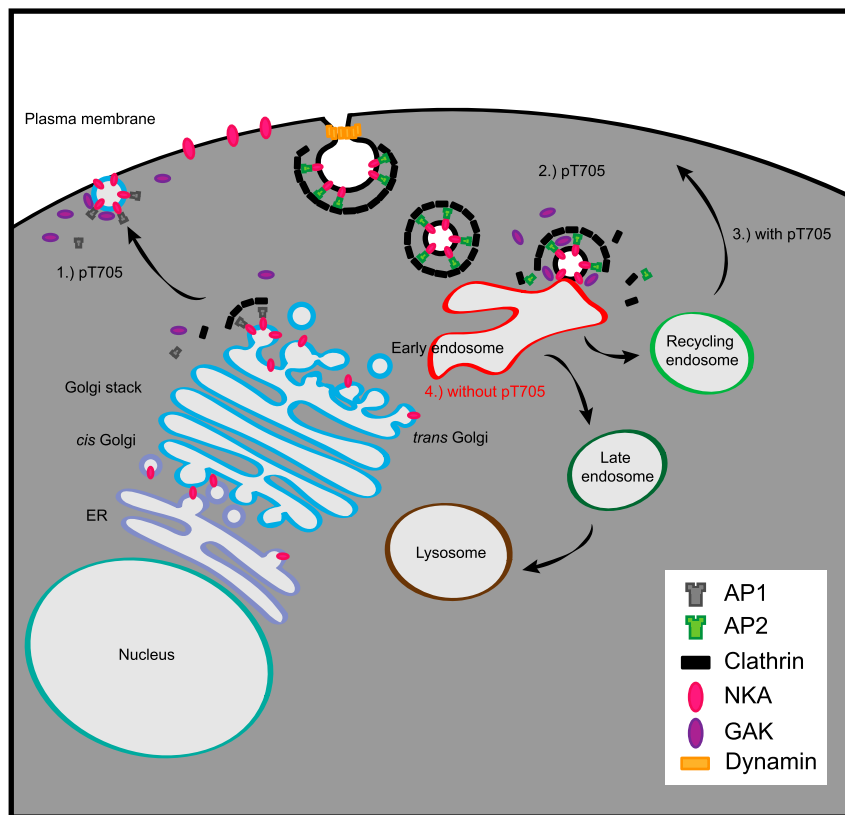 Plasma membrane
2.) pT705
3.) with pT705
1.) pT705
Early endosome
Recycling
endosome
Golgi stack
4.) without pT705
cis Golgi
trans Golgi
Late
endosome
ER
Lysosome
Nucleus
AP1
AP2
Clathrin
NKA
GAK
Dynamin